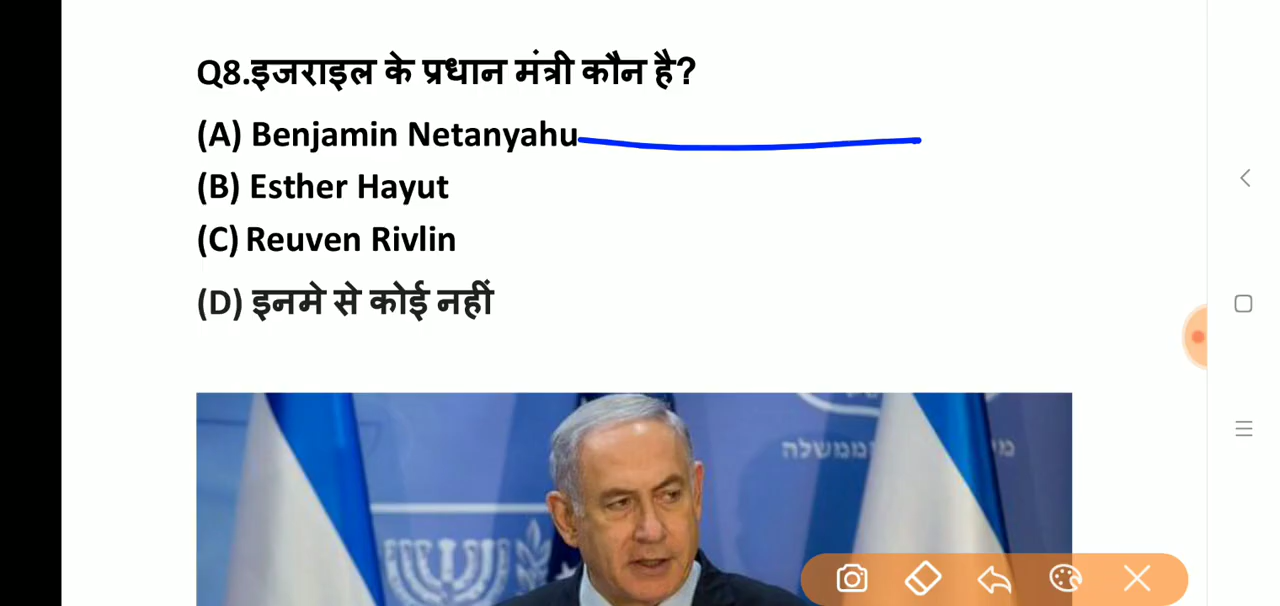 Q8.इजराइल के प्रधान मंत्री कौन है?
(A) Benjamin Netanyahu
(B) Esther Hayut
(C) Reuven Rivlin
(D) इनमे से कोई नहीं